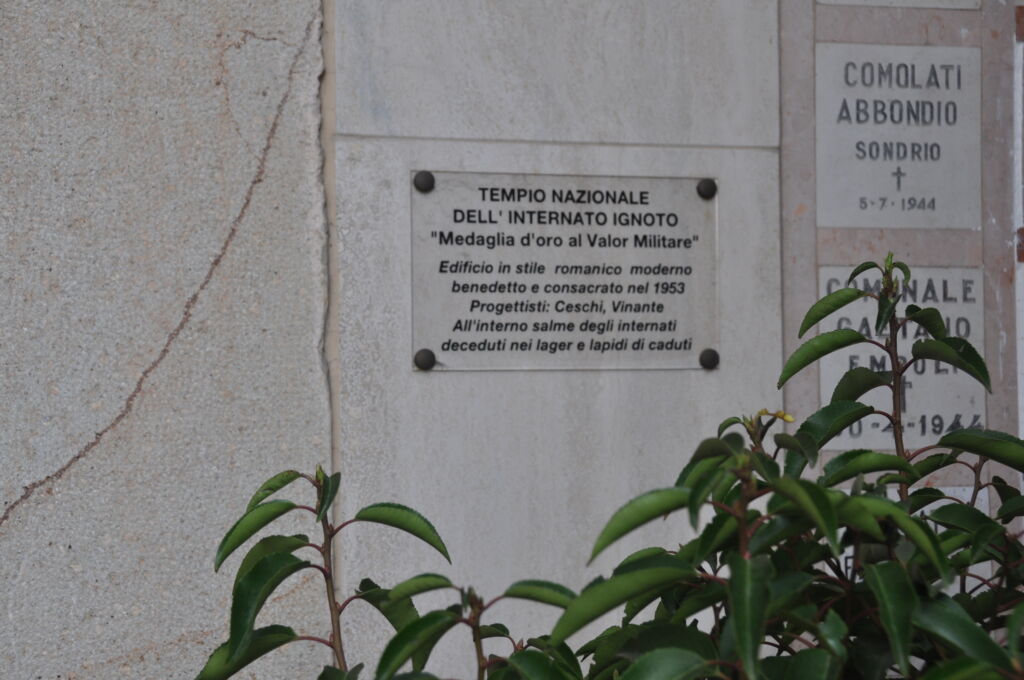 TEMPIO NAZIONALE
DELL' INTERNATO IGNOTO
"Medaglia d'oro al Valor Militare"
Edificio in stile romanico moderno
benedetto e consacrato nel 1953
Progettisti: Ceschi, Vinante
All'interno salme degli internati
deceduti nei lager e lapidi di caduti
COMOLATI
ABBONDIO
SONDRIO
5-7-1944
GAETANO
EMPOLI